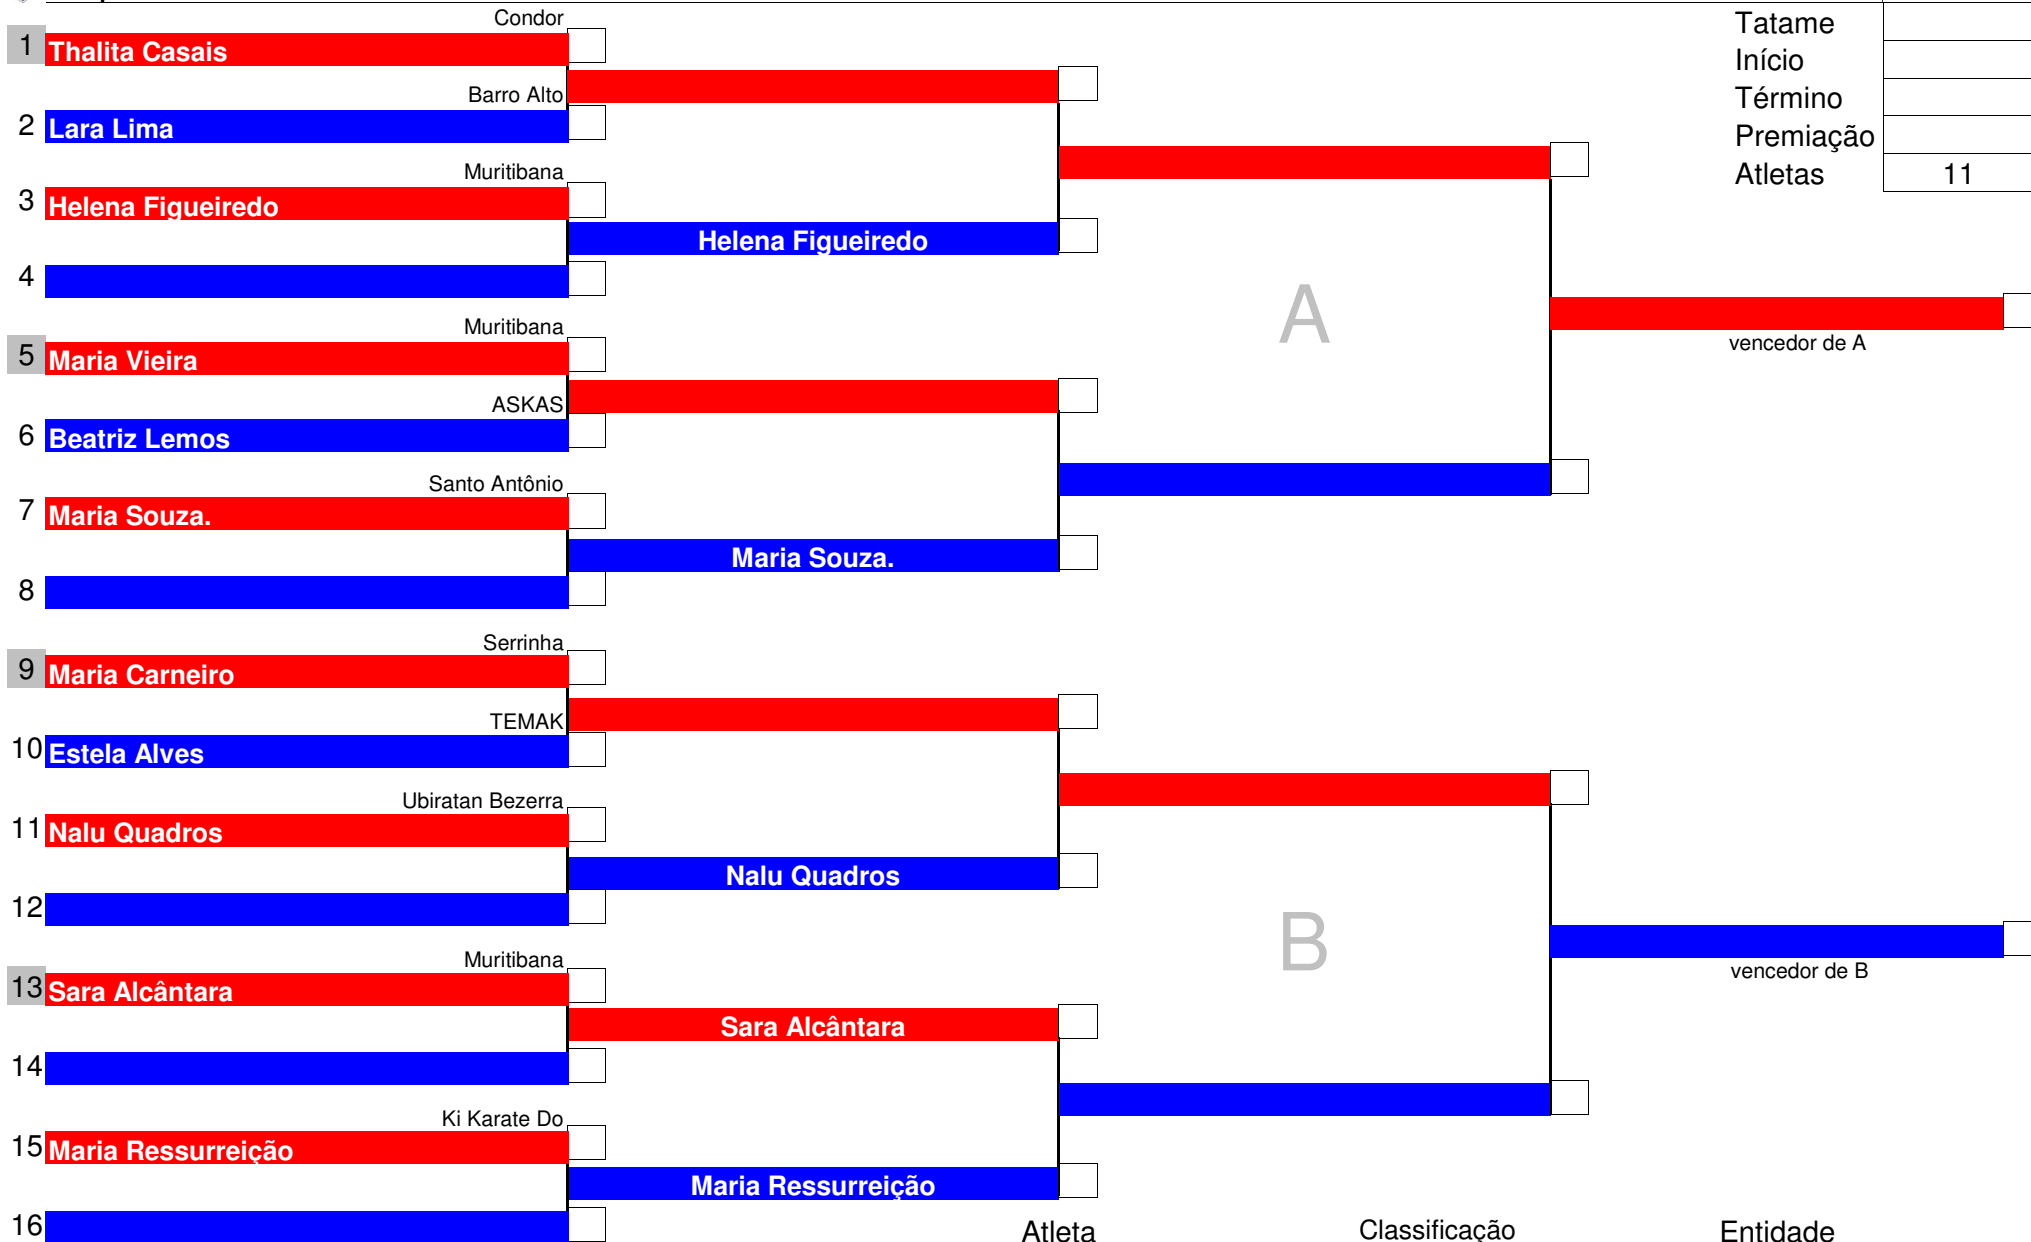 Condor
1 Thalita Casais
Barro Alto
2 Lara Lima
Muritibana
3 Helena Figueiredo
Helena Figueiredo
4
Muritibana
5 Maria Vieira
ASKAS
6 Beatriz Lemos
Santo Antônio
7 Maria Souza.
Maria Souza.
8
Serrinha
9 Maria Carneiro
TEMAK
10 Estela Alves
Ubiratan Bezerra
11 Nalu Quadros
Nalu Quadros
12
Muritibana
13 Sara Alcântara
Sara Alcântara
14
Ki Karate Do
15 Maria Ressurreição
Maria Ressurreição
16
A
B
vencedor de A
vencedor de B
Tatame
Início
Término
Premiação
Atletas 11
Atleta Classificação Entidade